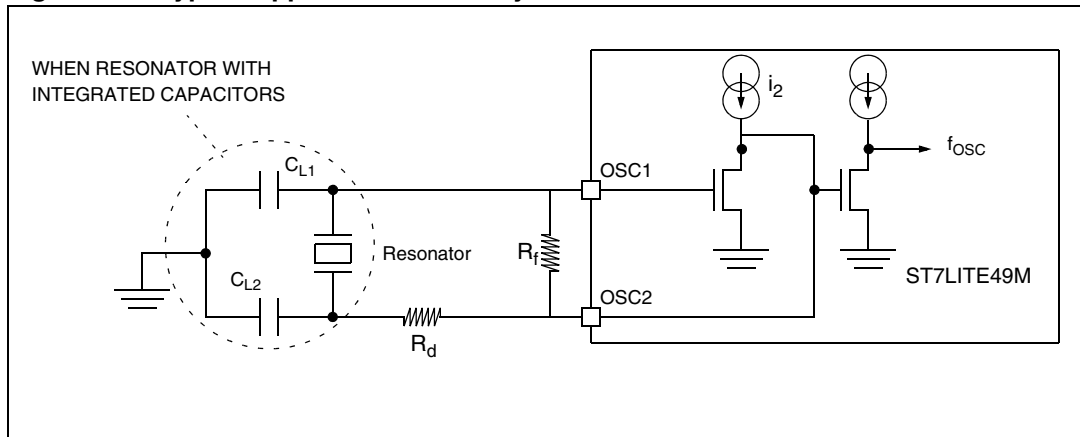 WHEN RESONATOR WITH
INTEGRATED CAPACITORS
CL1
CL2
Resonator
Rf
Rd
OSC1
OSC2
i2
fOSC
ST7LITE49M